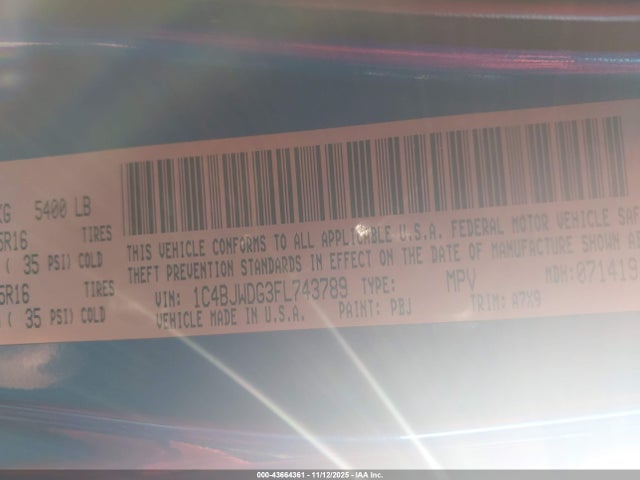 KG 5400 LB
5R16 TIRES
( 35 PSI) COLD
5R16 TIRES
( 35 PSI) COLD
THIS VEHICLE CONFORMS TO ALL APPLICABLE U.S.A. FEDERAL MOTOR VEHICLE SAF
THEFT PREVENTION STANDARDS IN EFFECT ON THE DATE OF MANUFACTURE SHOWN AB
VIN: 1C4BJWDG3FL743789 TYPE: MPV MDH: 071419
VEHICLE MADE IN U.S.A. PAINT: PBJ TRIM: A7X9
000-43664361 - 11/12/2025 - IAA Inc.